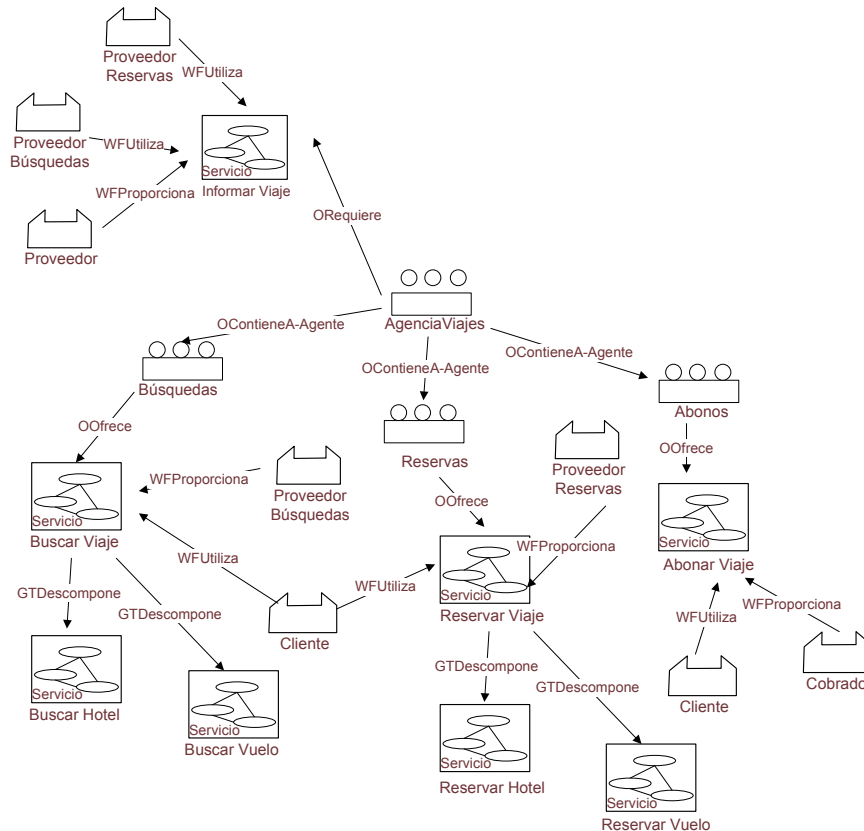 Proveedor
Reservas
WFUtiliza
Proveedor
Búsquedas
WFUtiliza
Servicio
Informar Viaje
WFProporciona
Proveedor
ORequiere
AgenciaViajes
OContieneA-Agente
OContieneA-Agente
OContieneA-Agente
Búsquedas
Abonos
OOfrece
Reservas
Proveedor
Reservas
OOfrece
WFProporciona
Proveedor
Búsquedas
OOfrece
Servicio
Buscar Viaje
Servicio
Abonar Viaje
WFUtiliza
WFProporciona
WFUtiliza
Servicio
Reservar Viaje
GTDescompone
GTDescompone
Cliente
WFUtiliza
WFProporciona
GTDescompone
GTDescompone
Servicio
Buscar Hotel
Cliente
Cobrado
Servicio
Buscar Vuelo
Servicio
Reservar Hotel
Servicio
Reservar Vuelo